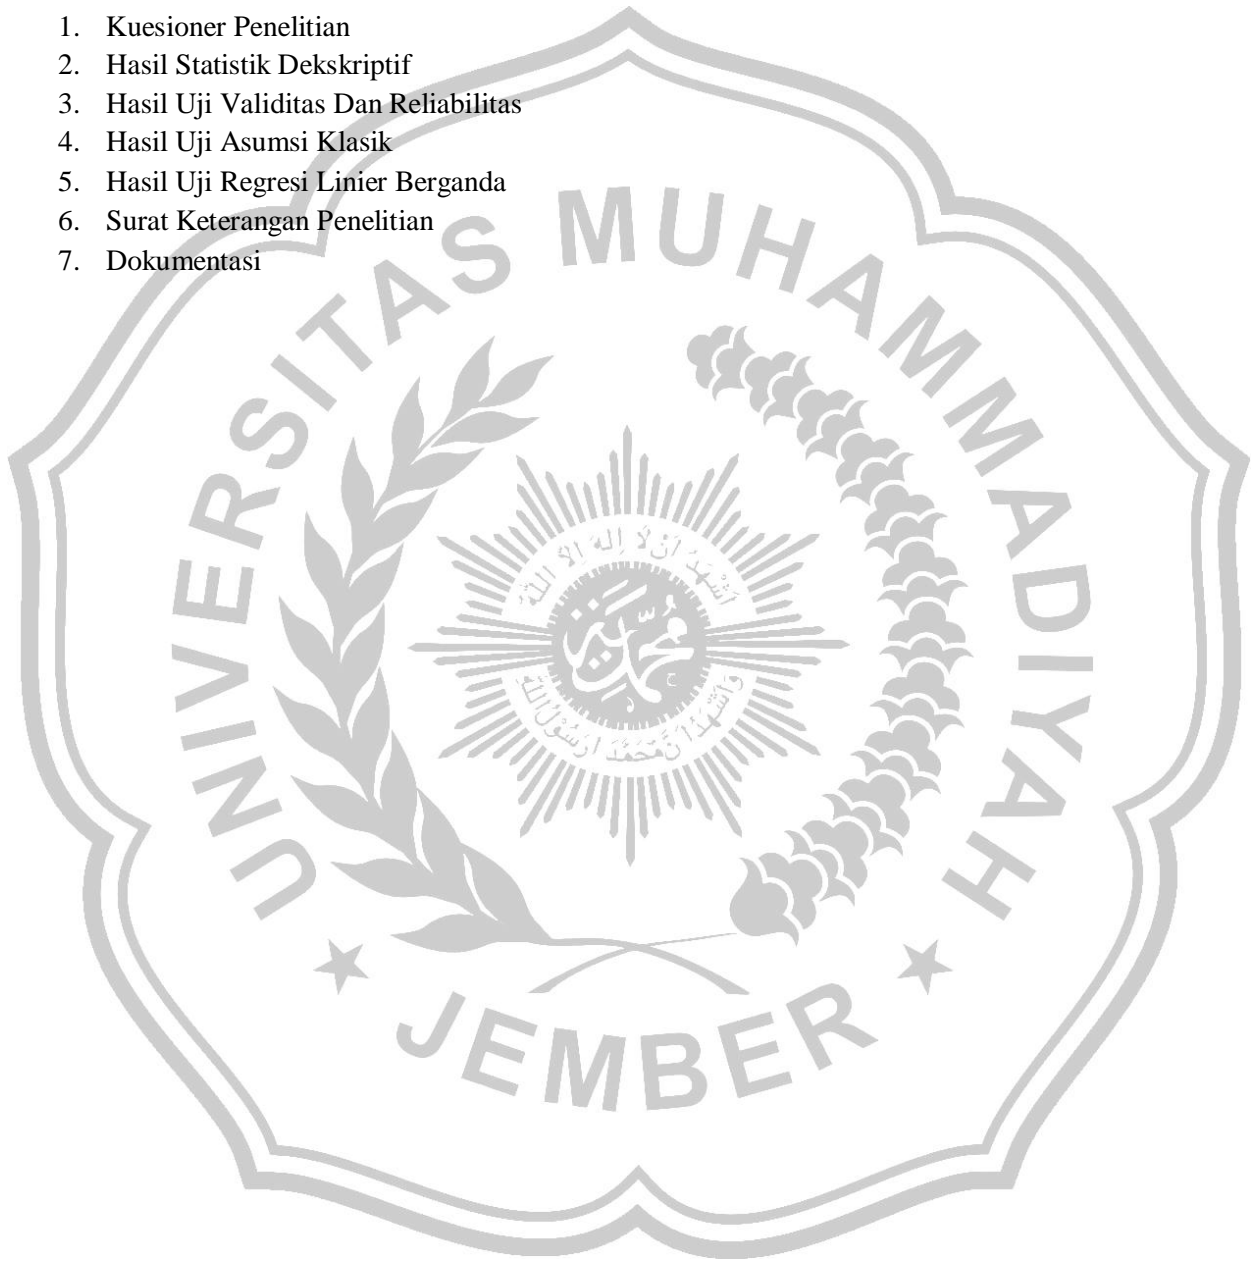 1. Kuesioner Penelitian
2. Hasil Statistik Dekskriptif
3. Hasil Uji Validitas Dan Reliabilitas
4. Hasil Uji Asumsi Klasik
5. Hasil Uji Regresi Linier Berganda
6. Surat Keterangan Penelitian
7. Dokumentasi
UNIVERSITAS MUHAMMADIYAH
JEMBER